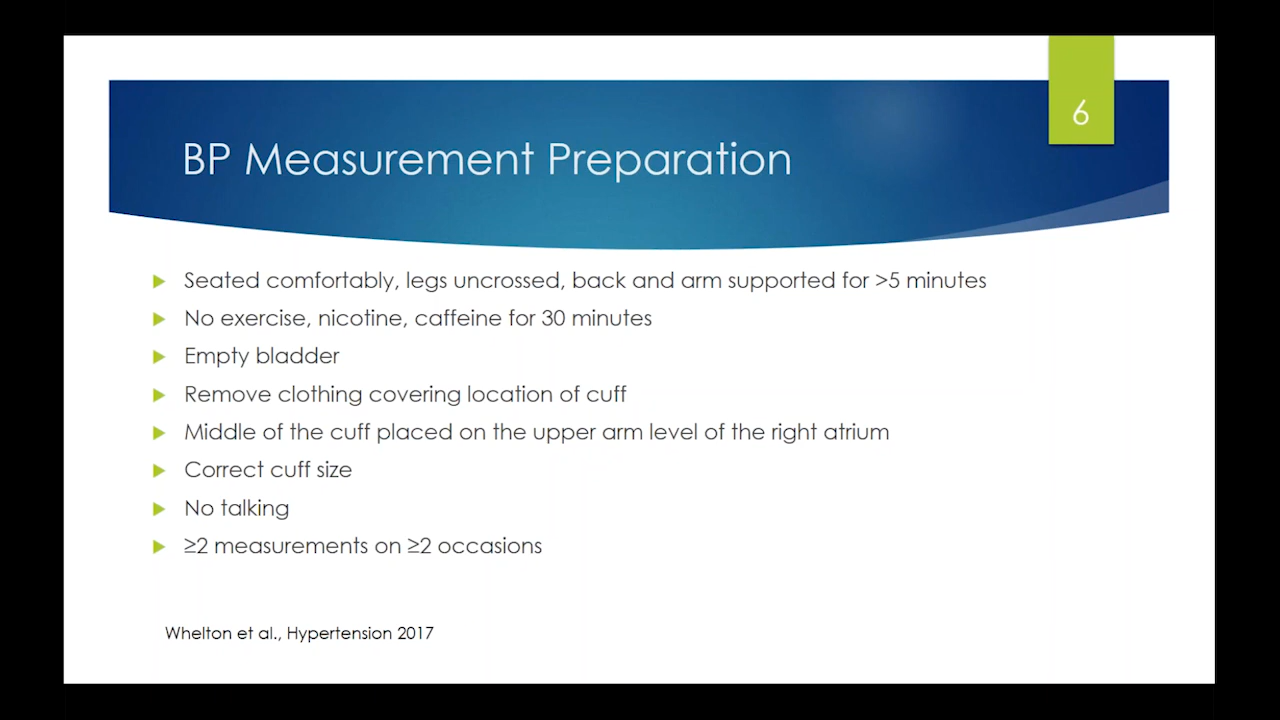 6
BP Measurement Preparation
Seated comfortably, legs uncrossed, back and arm supported for >5 minutes
No exercise, nicotine, caffeine for 30 minutes
Empty bladder
Remove clothing covering location of cuff
Middle of the cuff placed on the upper arm level of the right atrium
Correct cuff size
No talking
≥2 measurements on ≥2 occasions
Whelton et al., Hypertension 2017